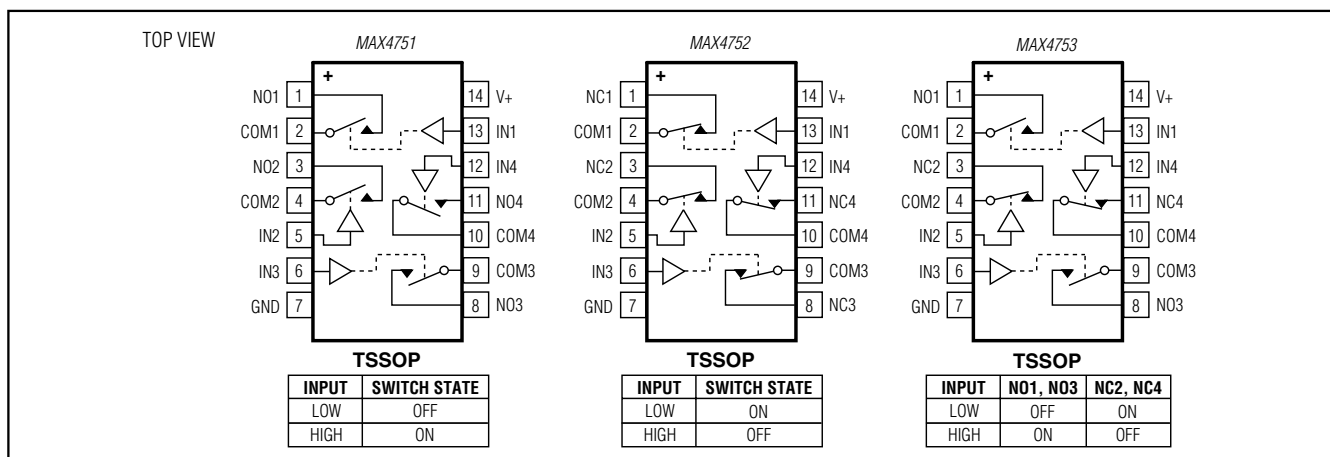 TOP VIEW
MAX4751
+
NO1 1 14 V+
COM1 2 13 IN1
NO2 3 12 IN4
COM2 4 11 NO4
IN2 5 10 COM4
IN3 6 9 COM3
GND 7 8 NO3
TSSOP
INPUT SWITCH STATE
LOW OFF
HIGH ON
MAX4752
+
NC1 1 14 V+
COM1 2 13 IN1
NC2 3 12 IN4
COM2 4 11 NC4
IN2 5 10 COM4
IN3 6 9 COM3
GND 7 8 NC3
TSSOP
INPUT SWITCH STATE
LOW ON
HIGH OFF
MAX4753
+
NO1 1 14 V+
COM1 2 13 IN1
NC2 3 12 IN4
COM2 4 11 NC4
IN2 5 10 COM4
IN3 6 9 COM3
GND 7 8 NO3
TSSOP
INPUT NO1, NO3 NC2, NC4
LOW OFF ON
HIGH ON OFF